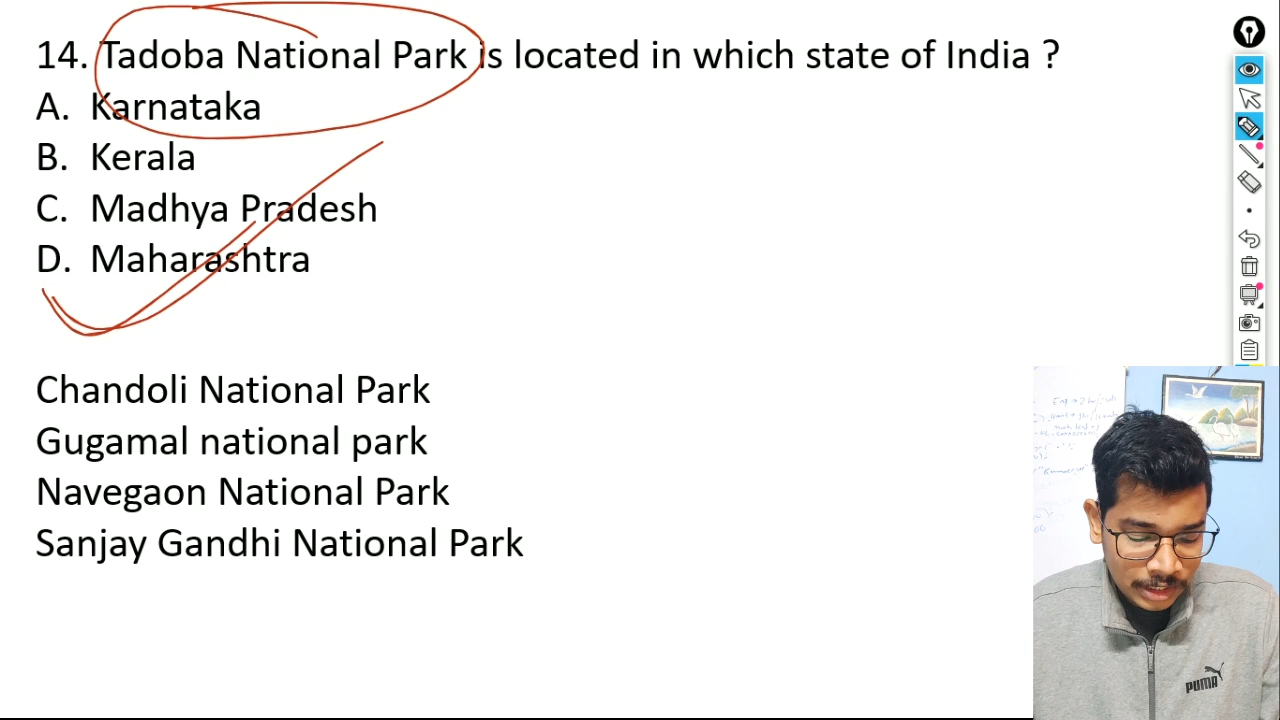 14. Tadoba National Park is located in which state of India ?
A. Karnataka
B. Kerala
C. Madhya Pradesh
D. Maharashtra
Chandoli National Park
Gugamal national park
Navegaon National Park
Sanjay Gandhi National Park
PUMA